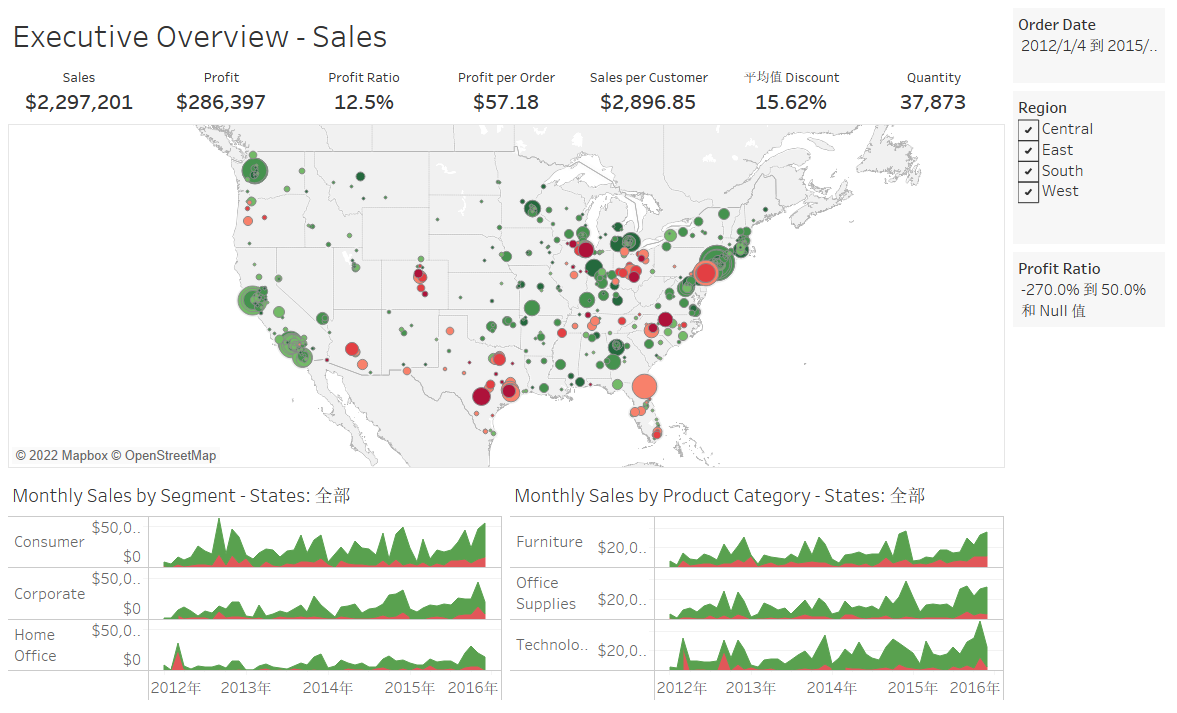 Executive Overview - Sales
Sales
Profit
Profit Ratio
Profit per Order
Sales per Customer
平均值 Discount
Quantity
$2,297,201
$286,397
12.5%
$57.18
$2,896.85
15.62%
37,873
© 2022 Mapbox © OpenStreetMap
Order Date
2012/1/4 到 2015/..
Region
Central
East
South
West
Profit Ratio
-270.0% 到 50.0%
和 Null 值
Monthly Sales by Segment - States: 全部
Consumer
$50,0..
$0
Corporate
$50,0..
$0
Home
Office
$50,0..
$0
2012年
2013年
2014年
2015年
2016年
Monthly Sales by Product Category - States: 全部
Furniture
$20,0..
Office
Supplies
$20,0..
Technolo..
$20,0..
2012年
2013年
2014年
2015年
2016年